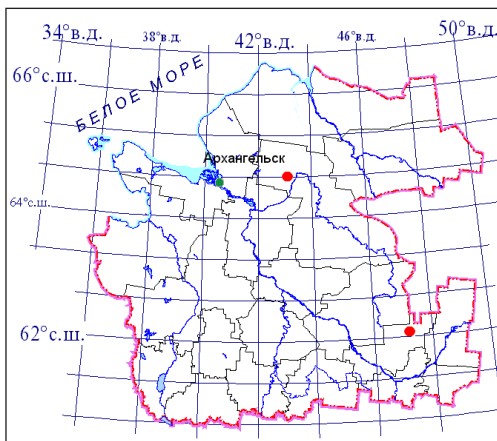 34°в.д.
38°в.д.
42°в.д.
46°в.д.
50°в.д.
66°с.ш.
БЕЛОЕ МОРЕ
Архангельск
64°с.ш.
62°с.ш.